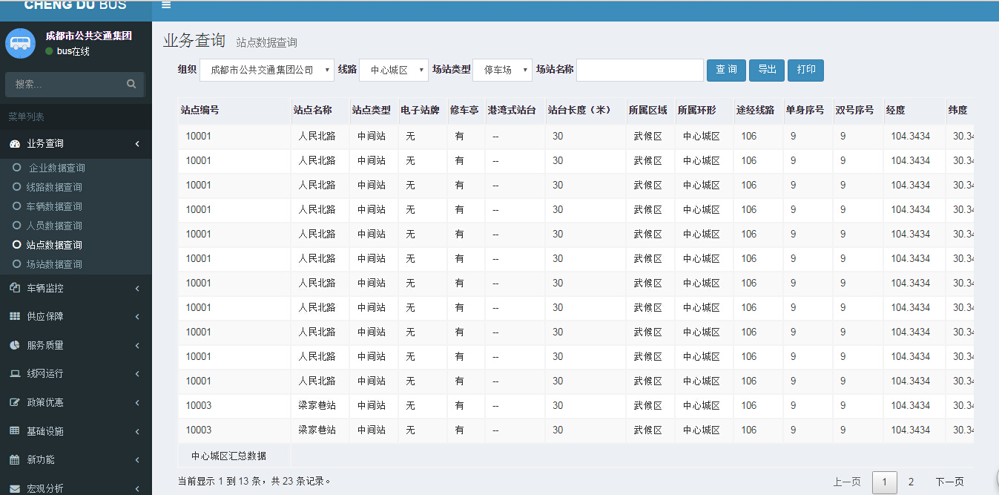 CHENG DU BUS
成都市公共交通集团
bus在线
搜索...
菜单列表
业务查询
企业数据查询
线路数据查询
车辆数据查询
人员数据查询
站点数据查询
场站数据查询
车辆监控
供应保障
服务质量
线网运行
政策优惠
基础设施
新功能
宏观分析
业务查询 站点数据查询
组织 成都市公共交通集团公司 线路 中心城区 场站类型 停车场 场站名称 查 询 导出 打印
站点编号 站点名称 站点类型 电子站牌 修车亭 港湾式站台 站台长度（米） 所属区域 所属环形 途经线路 单身序号 双号序号 经度 纬度
10001 人民北路 中间站 无 有 -- 30 武候区 中心城区 106 9 9 104.3434 30.34
10001 人民北路 中间站 无 有 -- 30 武候区 中心城区 106 9 9 104.3434 30.34
10001 人民北路 中间站 无 有 -- 30 武候区 中心城区 106 9 9 104.3434 30.34
10001 人民北路 中间站 无 有 -- 30 武候区 中心城区 106 9 9 104.3434 30.34
10001 人民北路 中间站 无 有 -- 30 武候区 中心城区 106 9 9 104.3434 30.34
10001 人民北路 中间站 无 有 -- 30 武候区 中心城区 106 9 9 104.3434 30.34
10001 人民北路 中间站 无 有 -- 30 武候区 中心城区 106 9 9 104.3434 30.34
10001 人民北路 中间站 无 有 -- 30 武候区 中心城区 106 9 9 104.3434 30.34
10001 人民北路 中间站 无 有 -- 30 武候区 中心城区 106 9 9 104.3434 30.34
10001 人民北路 中间站 无 有 -- 30 武候区 中心城区 106 9 9 104.3434 30.34
10001 人民北路 中间站 无 有 -- 30 武候区 中心城区 106 9 9 104.3434 30.34
10003 梁家巷站 中间站 无 有 -- 30 武候区 中心城区 106 9 9 104.3434 30.34
10003 梁家巷站 中间站 无 有 -- 30 武候区 中心城区 106 9 9 104.3434 30.34
中心城区汇总数据
当前显示 1 到 13 条，共 23 条记录。 上一页 1 2 下一页